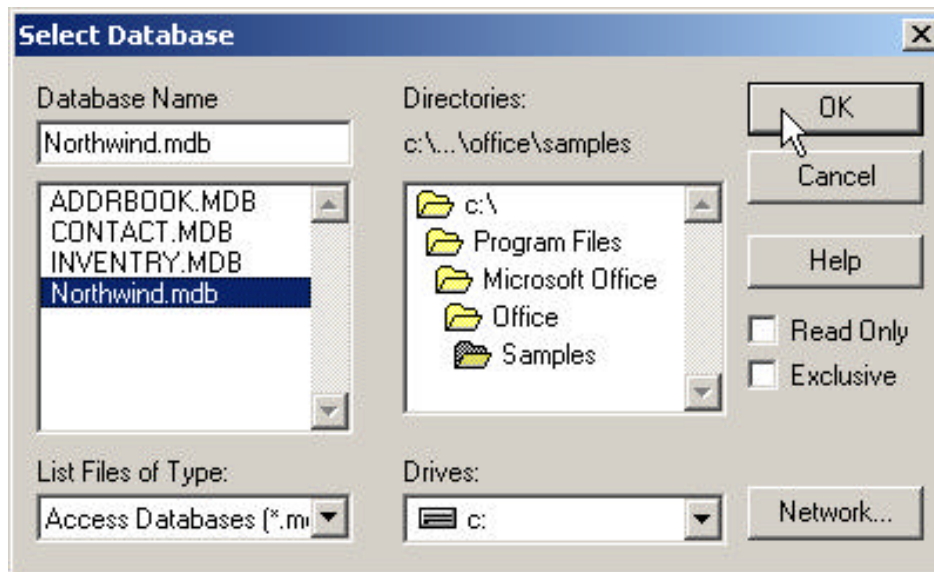 Select Database
Database Name
Northwind.mdb
ADDRBOOK.MDB
CONTACT.MDB
INVENTRY.MDB
Northwind.mdb
List Files of Type:
Access Databases (*.m
Directories:
c:\...\office\samples
c:\
Program Files
Microsoft Office
Office
Samples
Drives:
c:
OK
Cancel
Help
Read Only
Exclusive
Network...